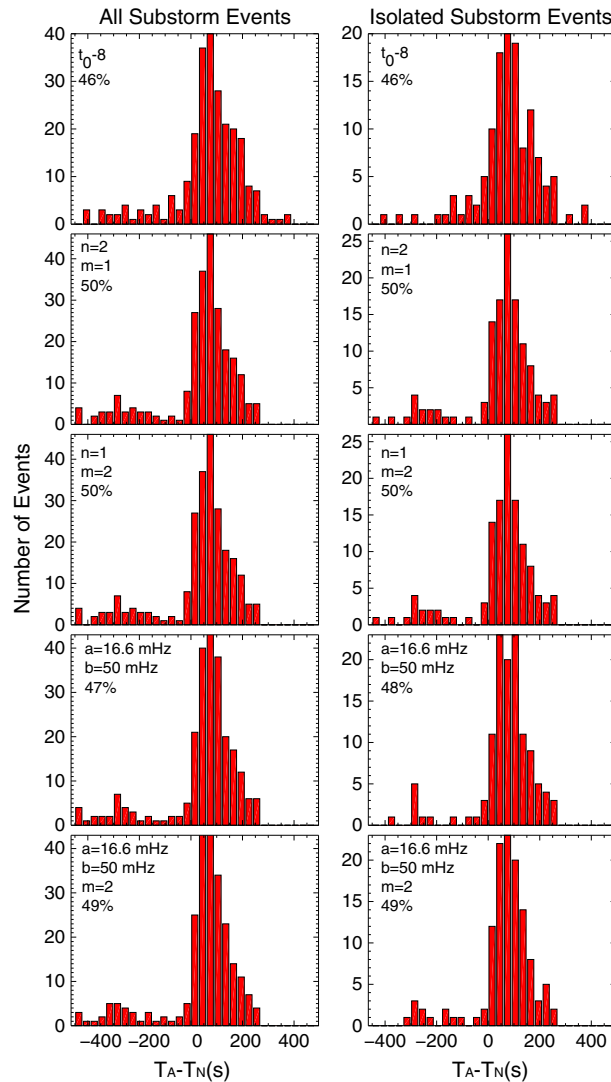 All Substorm Events
Isolated Substorm Events
Number of Events
40
30
20
10
0
t0-8
46%
20
15
10
5
0
t0-8
46%
40
30
20
10
0
n=2
m=1
50%
25
20
15
10
5
n=2
m=1
50%
40
30
20
10
0
n=1
m=2
50%
25
20
15
10
5
n=1
m=2
50%
40
30
20
10
0
a=16.6 mHz
b=50 mHz
47%
20
15
10
5
0
a=16.6 mHz
b=50 mHz
48%
40
30
20
10
0
a=16.6 mHz
b=50 mHz
m=2
49%
20
15
10
5
0
a=16.6 mHz
b=50 mHz
m=2
49%
−400 −200 0 200 400
−400 −200 0 200 400
TA-TN(s)
TA-TN(s)